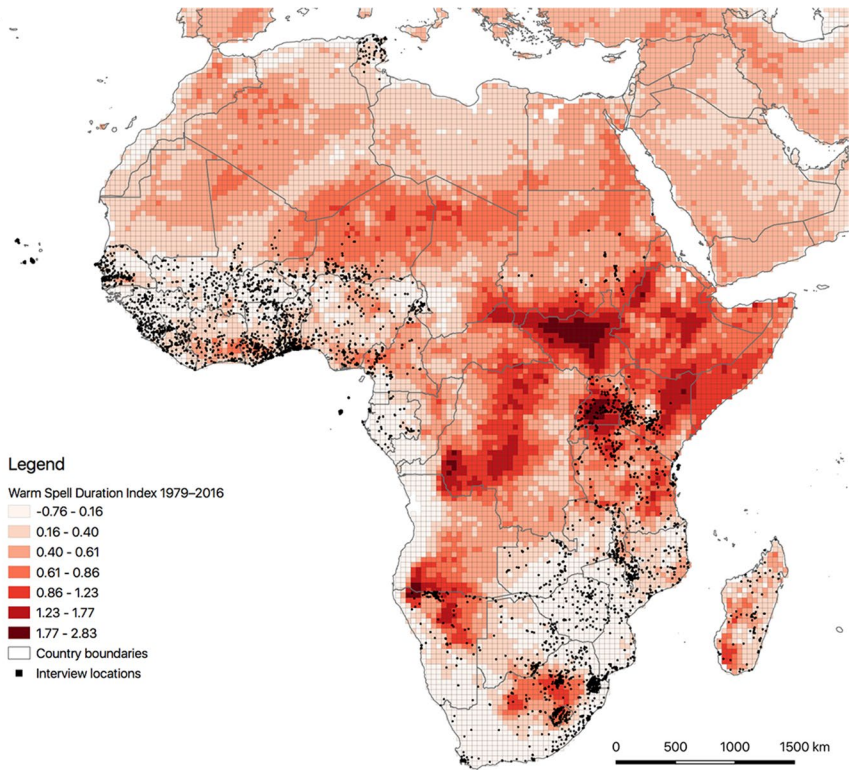 Legend
Warm Spell Duration Index 1979–2016
-0.76 - 0.16
0.16 - 0.40
0.40 - 0.61
0.61 - 0.86
0.86 - 1.23
1.23 - 1.77
1.77 - 2.83
Country boundaries
Interview locations
0 500 1000 1500 km